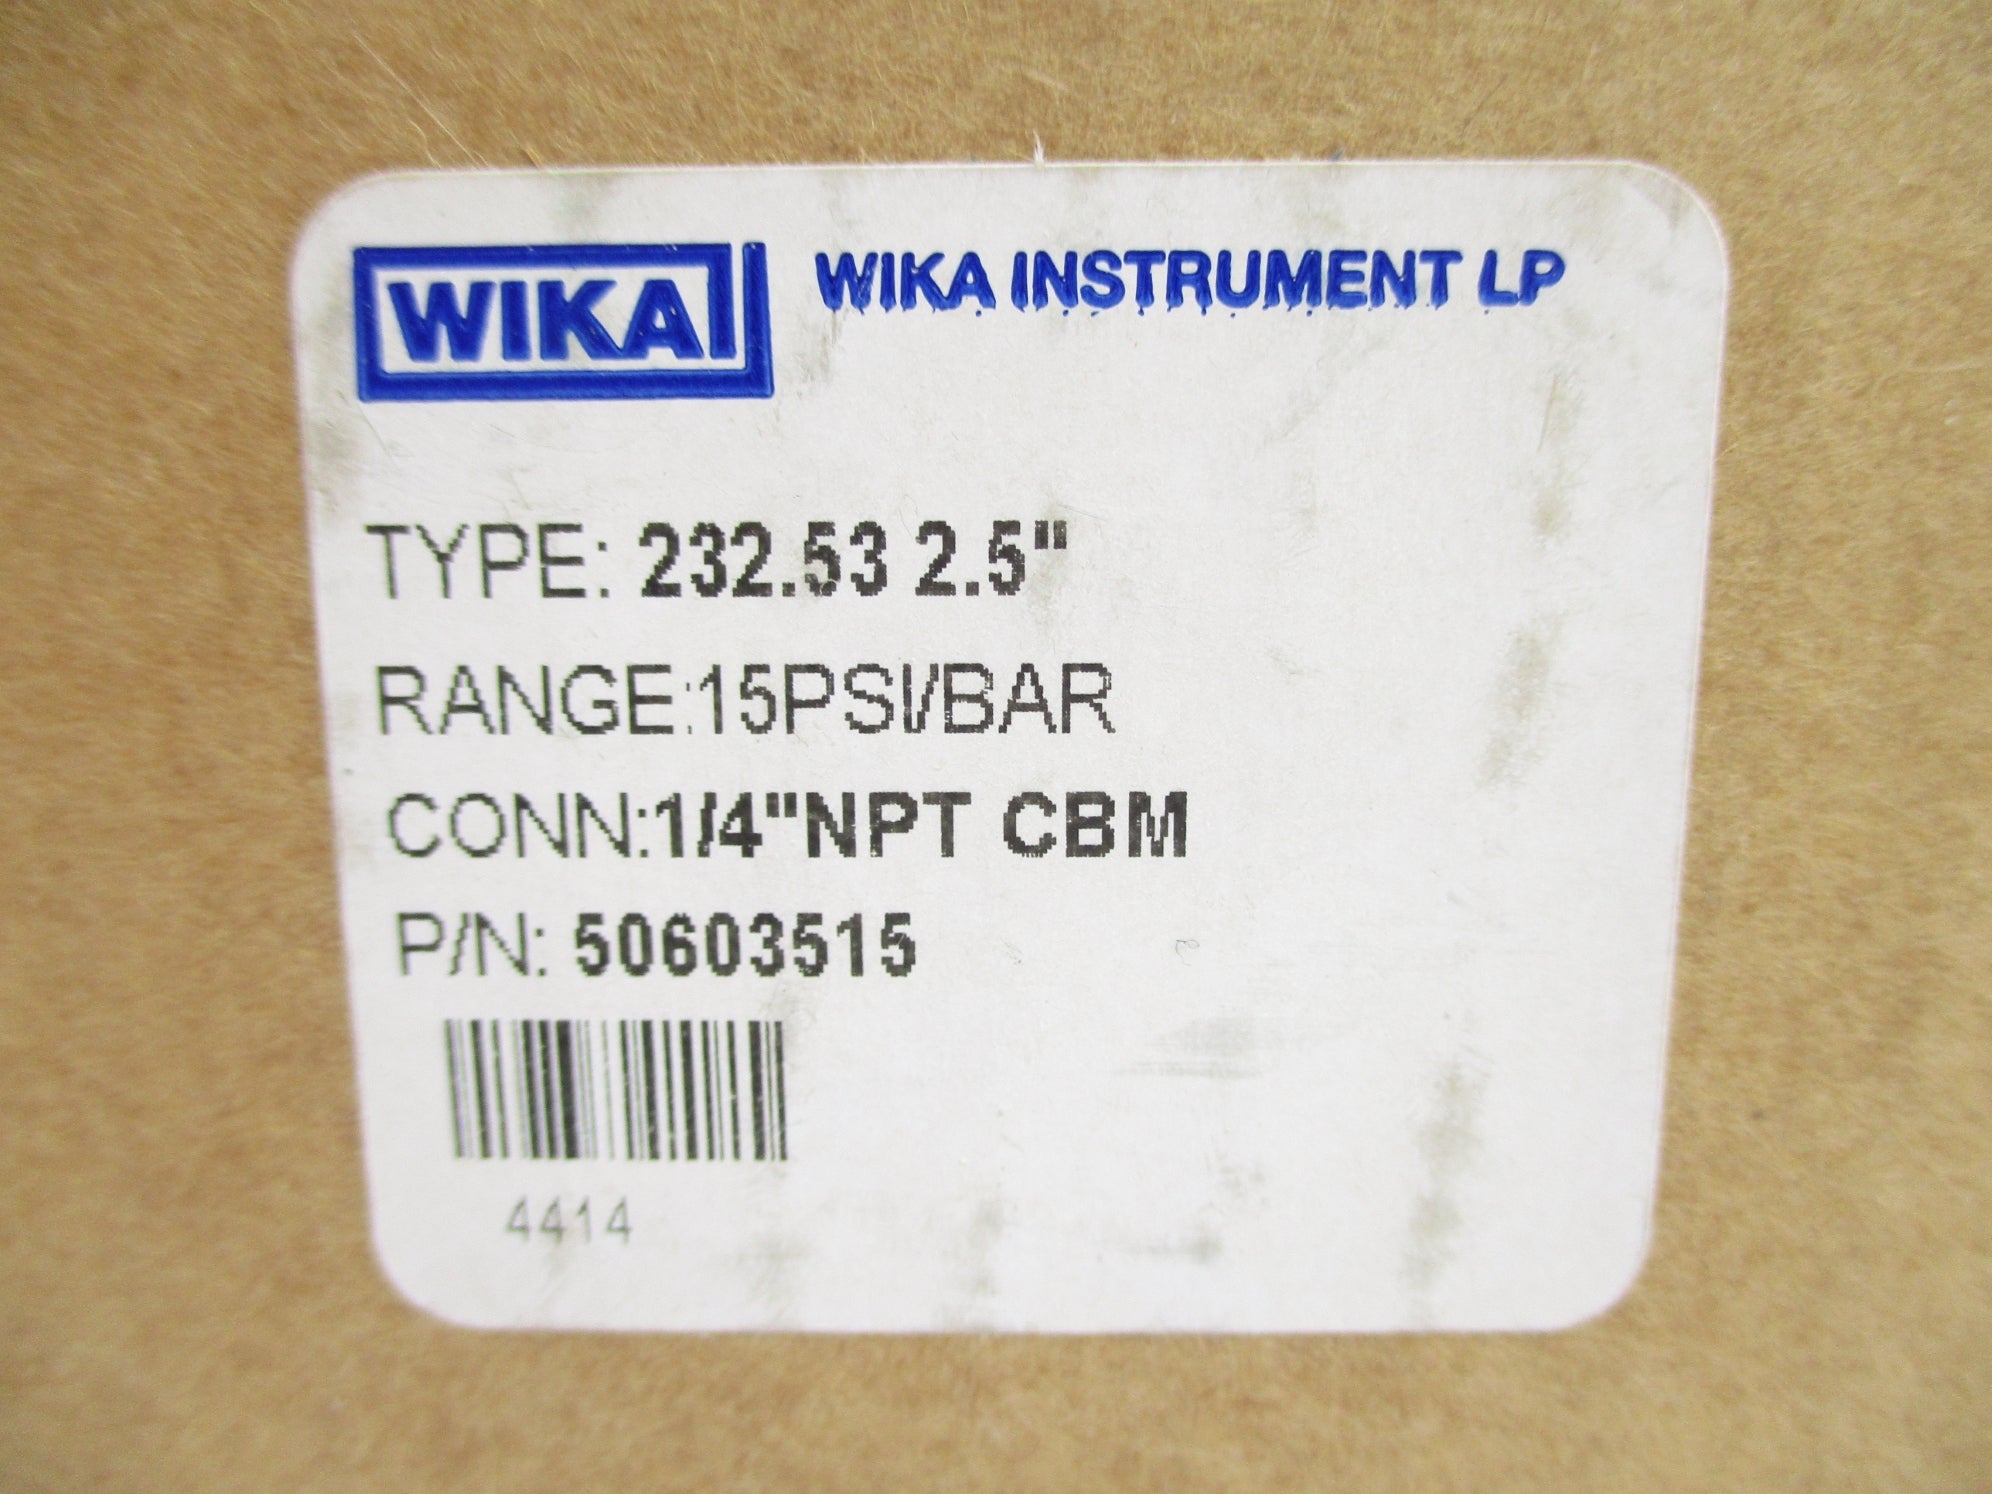 WIKA
WIKA INSTRUMENT LP
TYPE: 232.53 2.5"
RANGE:15PSI/BAR
CONN:1/4"NPT CBM
P/N: 50603515
4414